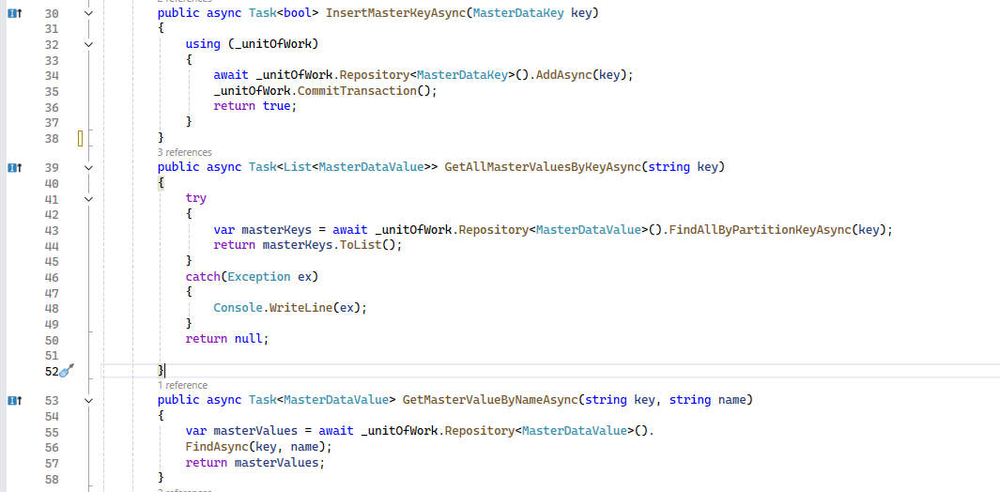 30 public async Task<bool> InsertMasterKeyAsync(MasterDataKey key)
31 {
32 using (_unitOfWork)
33 {
34 await _unitOfWork.Repository<MasterDataKey>().AddAsync(key);
35 _unitOfWork.CommitTransaction();
36 return true;
37 }
38 }
3 references
39 public async Task<List<MasterDataValue>> GetAllMasterValuesByKeyAsync(string key)
40 {
41 try
42 {
43 var masterKeys = await _unitOfWork.Repository<MasterDataValue>().FindAllByPartitionKeyAsync(key);
44 return masterKeys.ToList();
45 }
46 catch(Exception ex)
47 {
48 Console.WriteLine(ex);
49 }
50 return null;
51
52 }
1 reference
53 public async Task<MasterDataValue> GetMasterValueByNameAsync(string key, string name)
54 {
55 var masterValues = await _unitOfWork.Repository<MasterDataValue>().
56 FindAsync(key, name);
57 return masterValues;
58 }